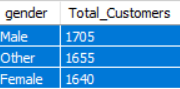 gender Total_Customers
Male 1705
Other 1655
Female 1640